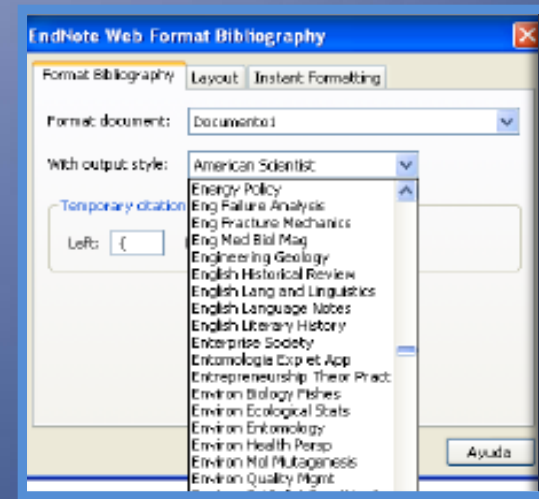 EndNote Web Format Bibliography
Format Bibliography Layout Instant Formatting
Format document: Documento1
With output style: American Scientist
Energy Policy
Eng Failure Analysis
Eng Fracture Mechanics
Eng Med Biol Mag
Engineering Geology
English Historical Review
English Lang and Linguistics
English Language Notes
English Literary History
Enterprise Society
Entomologia Exp et App
Entrepreneurship Theor Pract
Environ Biology Fishes
Environ Ecological Stats
Environ Entomology
Environ Health Persp
Environ Mol Mutagenesis
Environ Quality Mgmt
Temporary citation
Left: {
Ayuda